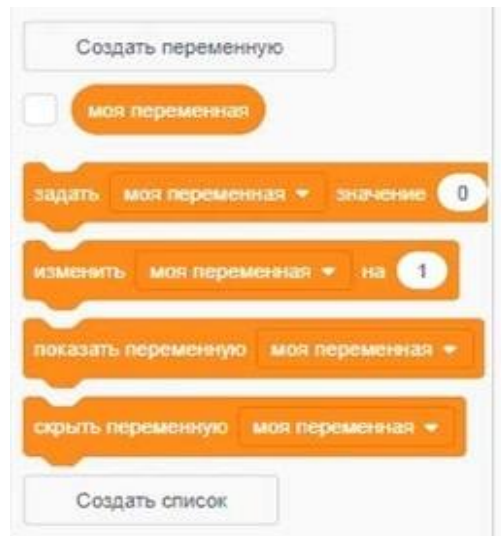 Создать переменную
моя переменная
задать моя переменная значение 0
изменить моя переменная на 1
показать переменную моя переменная
скрыть переменную моя переменная
Создать список